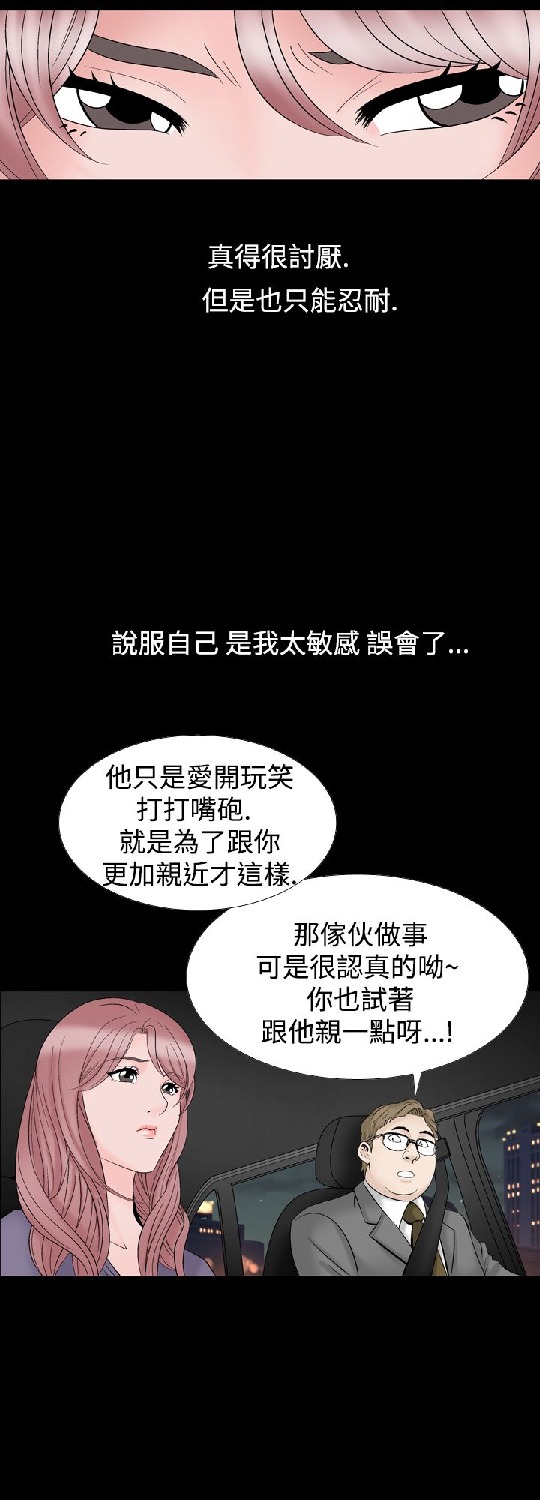 真得很討厭.
但是也只能忍耐.
說服自己 是我太敏感 誤會了...
他只是愛開玩笑
打打嘴砲.
就是為了跟你
更加親近才這樣.
那傢伙做事
可是很認真的呦~
你也試著
跟他親一點呀...!